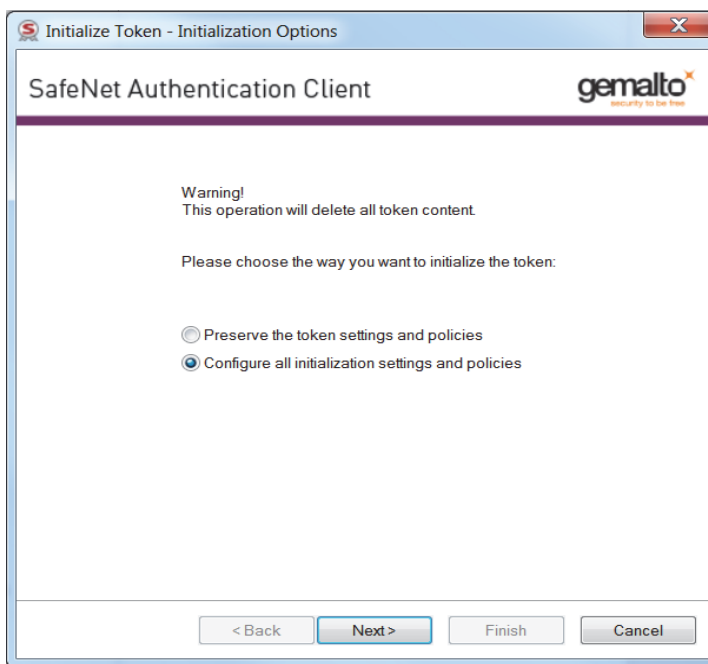 Initialize Token - Initialization Options
SafeNet Authentication Client
gemalto
security to be free
Warning!
This operation will delete all token content.
Please choose the way you want to initialize the token:
Preserve the token settings and policies
Configure all initialization settings and policies
< Back Next > Finish Cancel